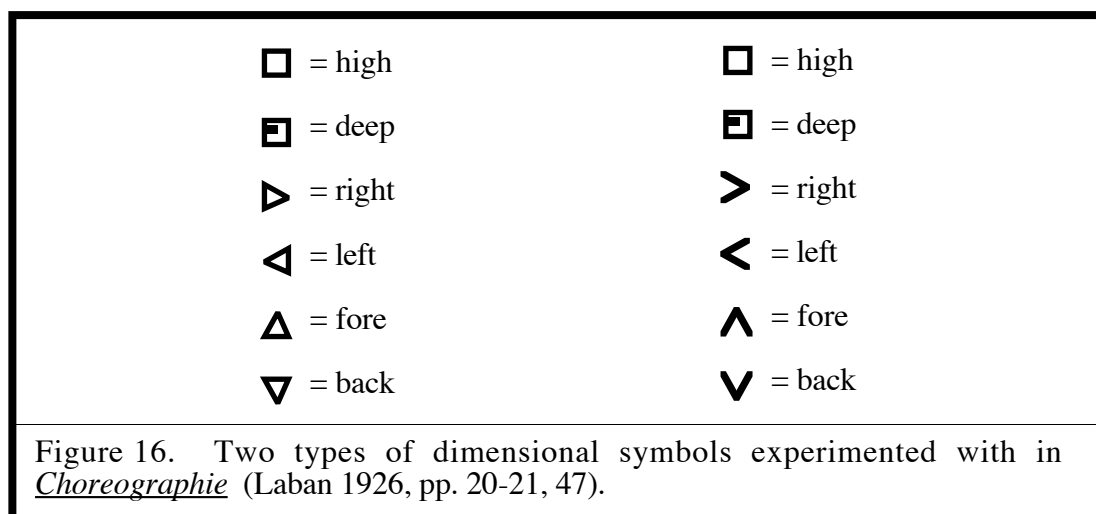 = high = high
= deep = deep
= right = right
= left = left
= fore = fore
= back = back
Figure 16. Two types of dimensional symbols experimented with in
Choreographie (Laban 1926, pp. 20-21, 47).